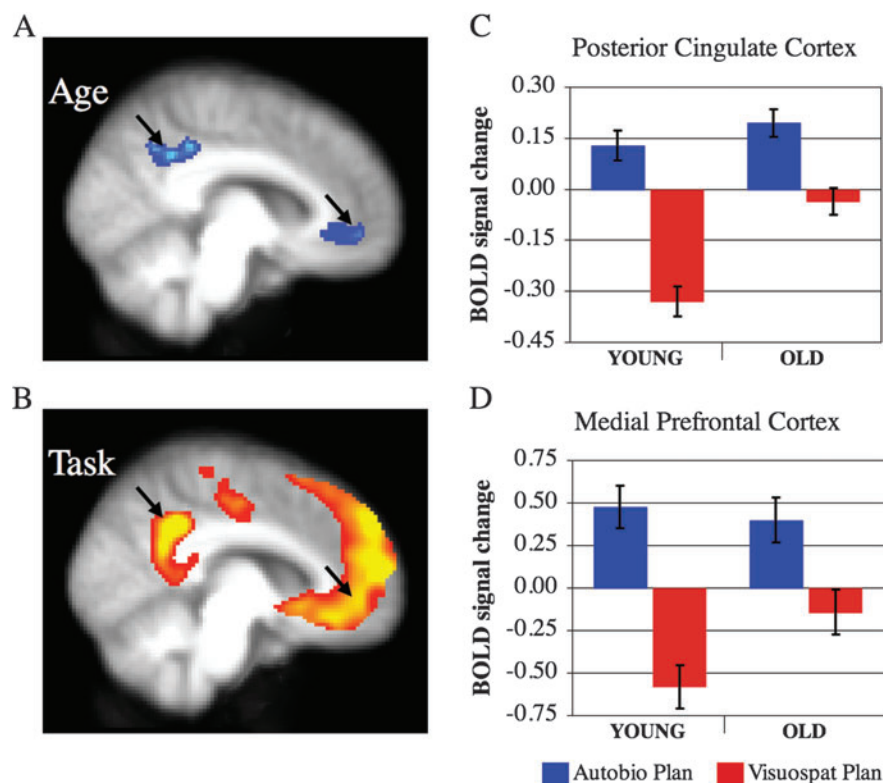 A
Age
B
Task
C
Posterior Cingulate Cortex
BOLD signal change
0.30
0.15
0.00
-0.15
-0.30
-0.45
YOUNG OLD
D
Medial Prefrontal Cortex
BOLD signal change
0.75
0.50
0.25
0.00
-0.25
-0.50
-0.75
YOUNG OLD
Autobio Plan Visuospat Plan